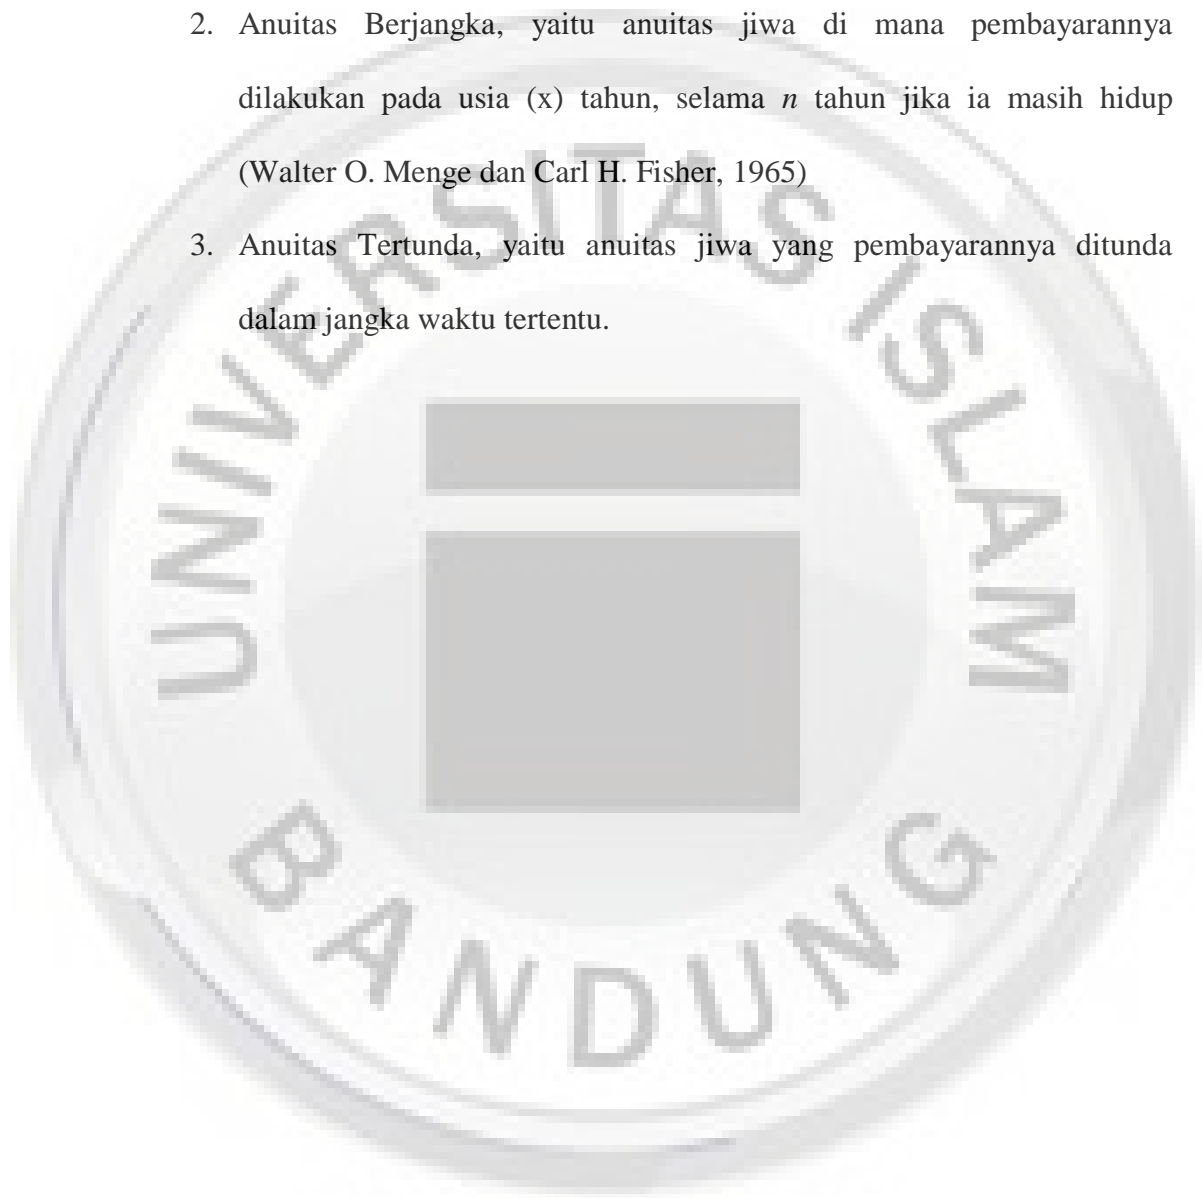 2. Anuitas Berjangka, yaitu anuitas jiwa di mana pembayarannya
dilakukan pada usia (x) tahun, selama n tahun jika ia masih hidup
(Walter O. Menge dan Carl H. Fisher, 1965)
3. Anuitas Tertunda, yaitu anuitas jiwa yang pembayarannya ditunda
dalam jangka waktu tertentu.
UNIVERSITAS ISLAM
BANDUNG